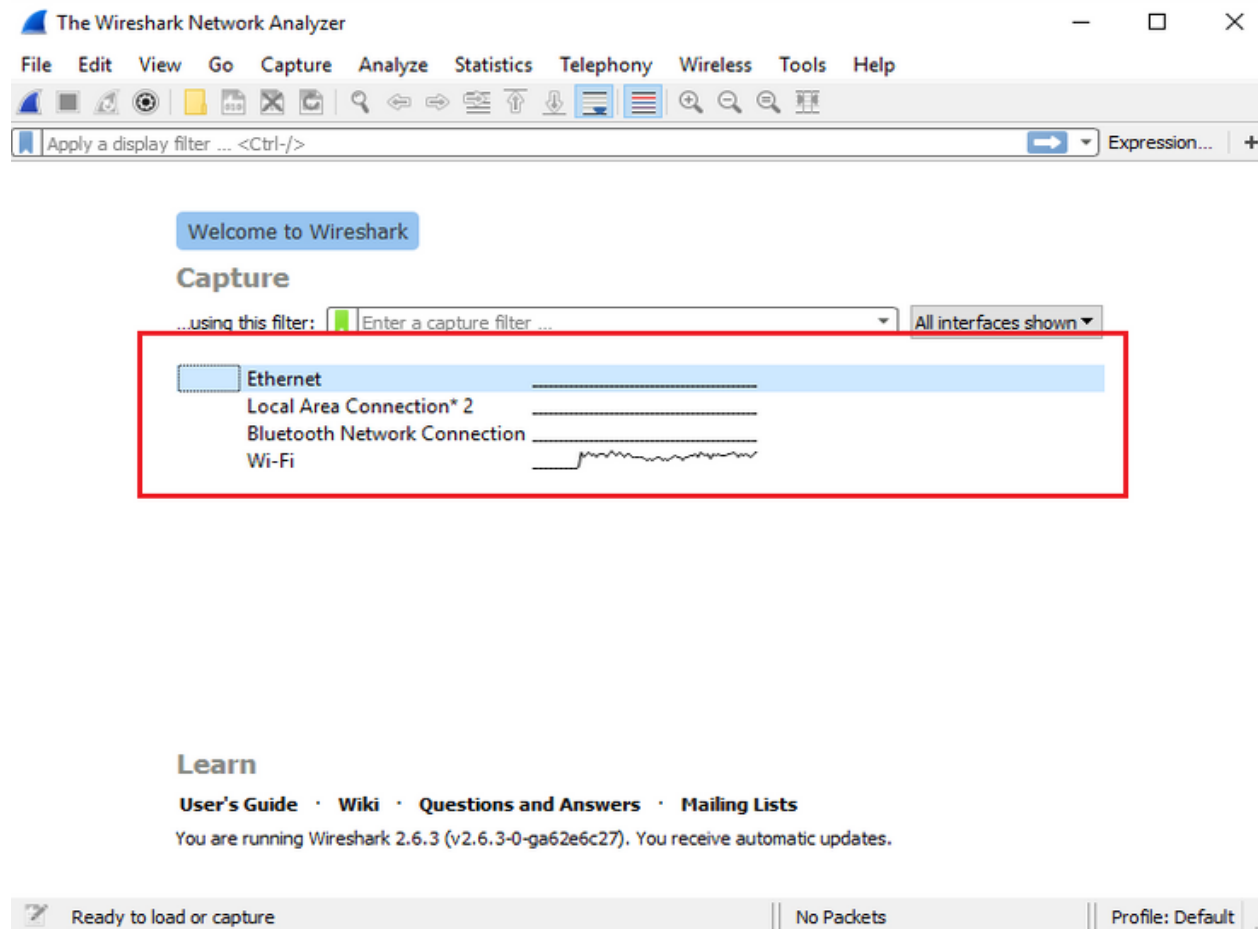 The Wireshark Network Analyzer
File Edit View Go Capture Analyze Statistics Telephony Wireless Tools Help
Apply a display filter ... <Ctrl-/> Expression... +
Welcome to Wireshark
Capture
...using this filter: Enter a capture filter ... All interfaces shown
Ethernet
Local Area Connection* 2
Bluetooth Network Connection
Wi-Fi
Learn
User's Guide · Wiki · Questions and Answers · Mailing Lists
You are running Wireshark 2.6.3 (v2.6.3-0-ga62e6c27). You receive automatic updates.
Ready to load or capture No Packets Profile: Default